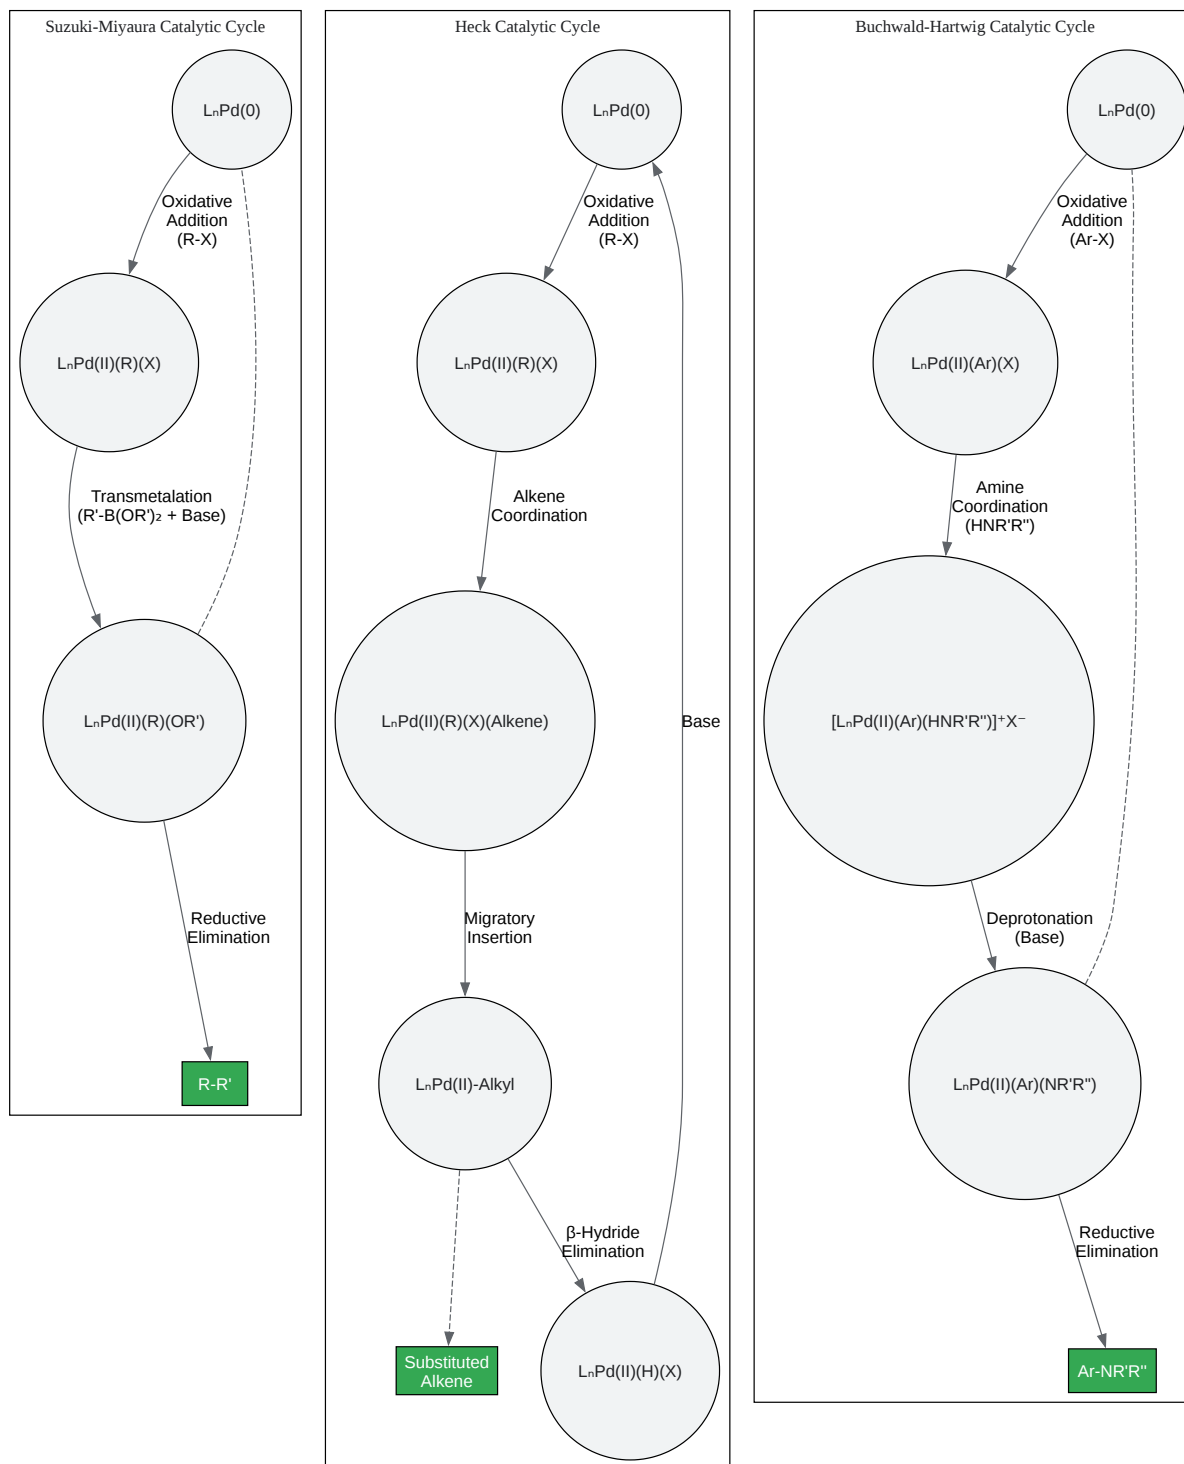 Suzuki-Miyaura Catalytic Cycle
LₙPd(0)
Oxidative
Addition
(R-X)
LₙPd(II)(R)(X)
Transmetalation
(R'-B(OR')₂ + Base)
LₙPd(II)(R)(OR')
Reductive
Elimination
R-R'
Heck Catalytic Cycle
LₙPd(0)
Oxidative
Addition
(R-X)
LₙPd(II)(R)(X)
Alkene
Coordination
LₙPd(II)(R)(X)(Alkene)
Base
Migratory
Insertion
LₙPd(II)-Alkyl
β-Hydride
Elimination
Substituted
Alkene
LₙPd(II)(H)(X)
Buchwald-Hartwig Catalytic Cycle
LₙPd(0)
Oxidative
Addition
(Ar-X)
LₙPd(II)(Ar)(X)
Amine
Coordination
(HNR'R")
[LₙPd(II)(Ar)(HNR'R")]⁺X⁻
Deprotonation
(Base)
LₙPd(II)(Ar)(NR'R")
Reductive
Elimination
Ar-NR'R"